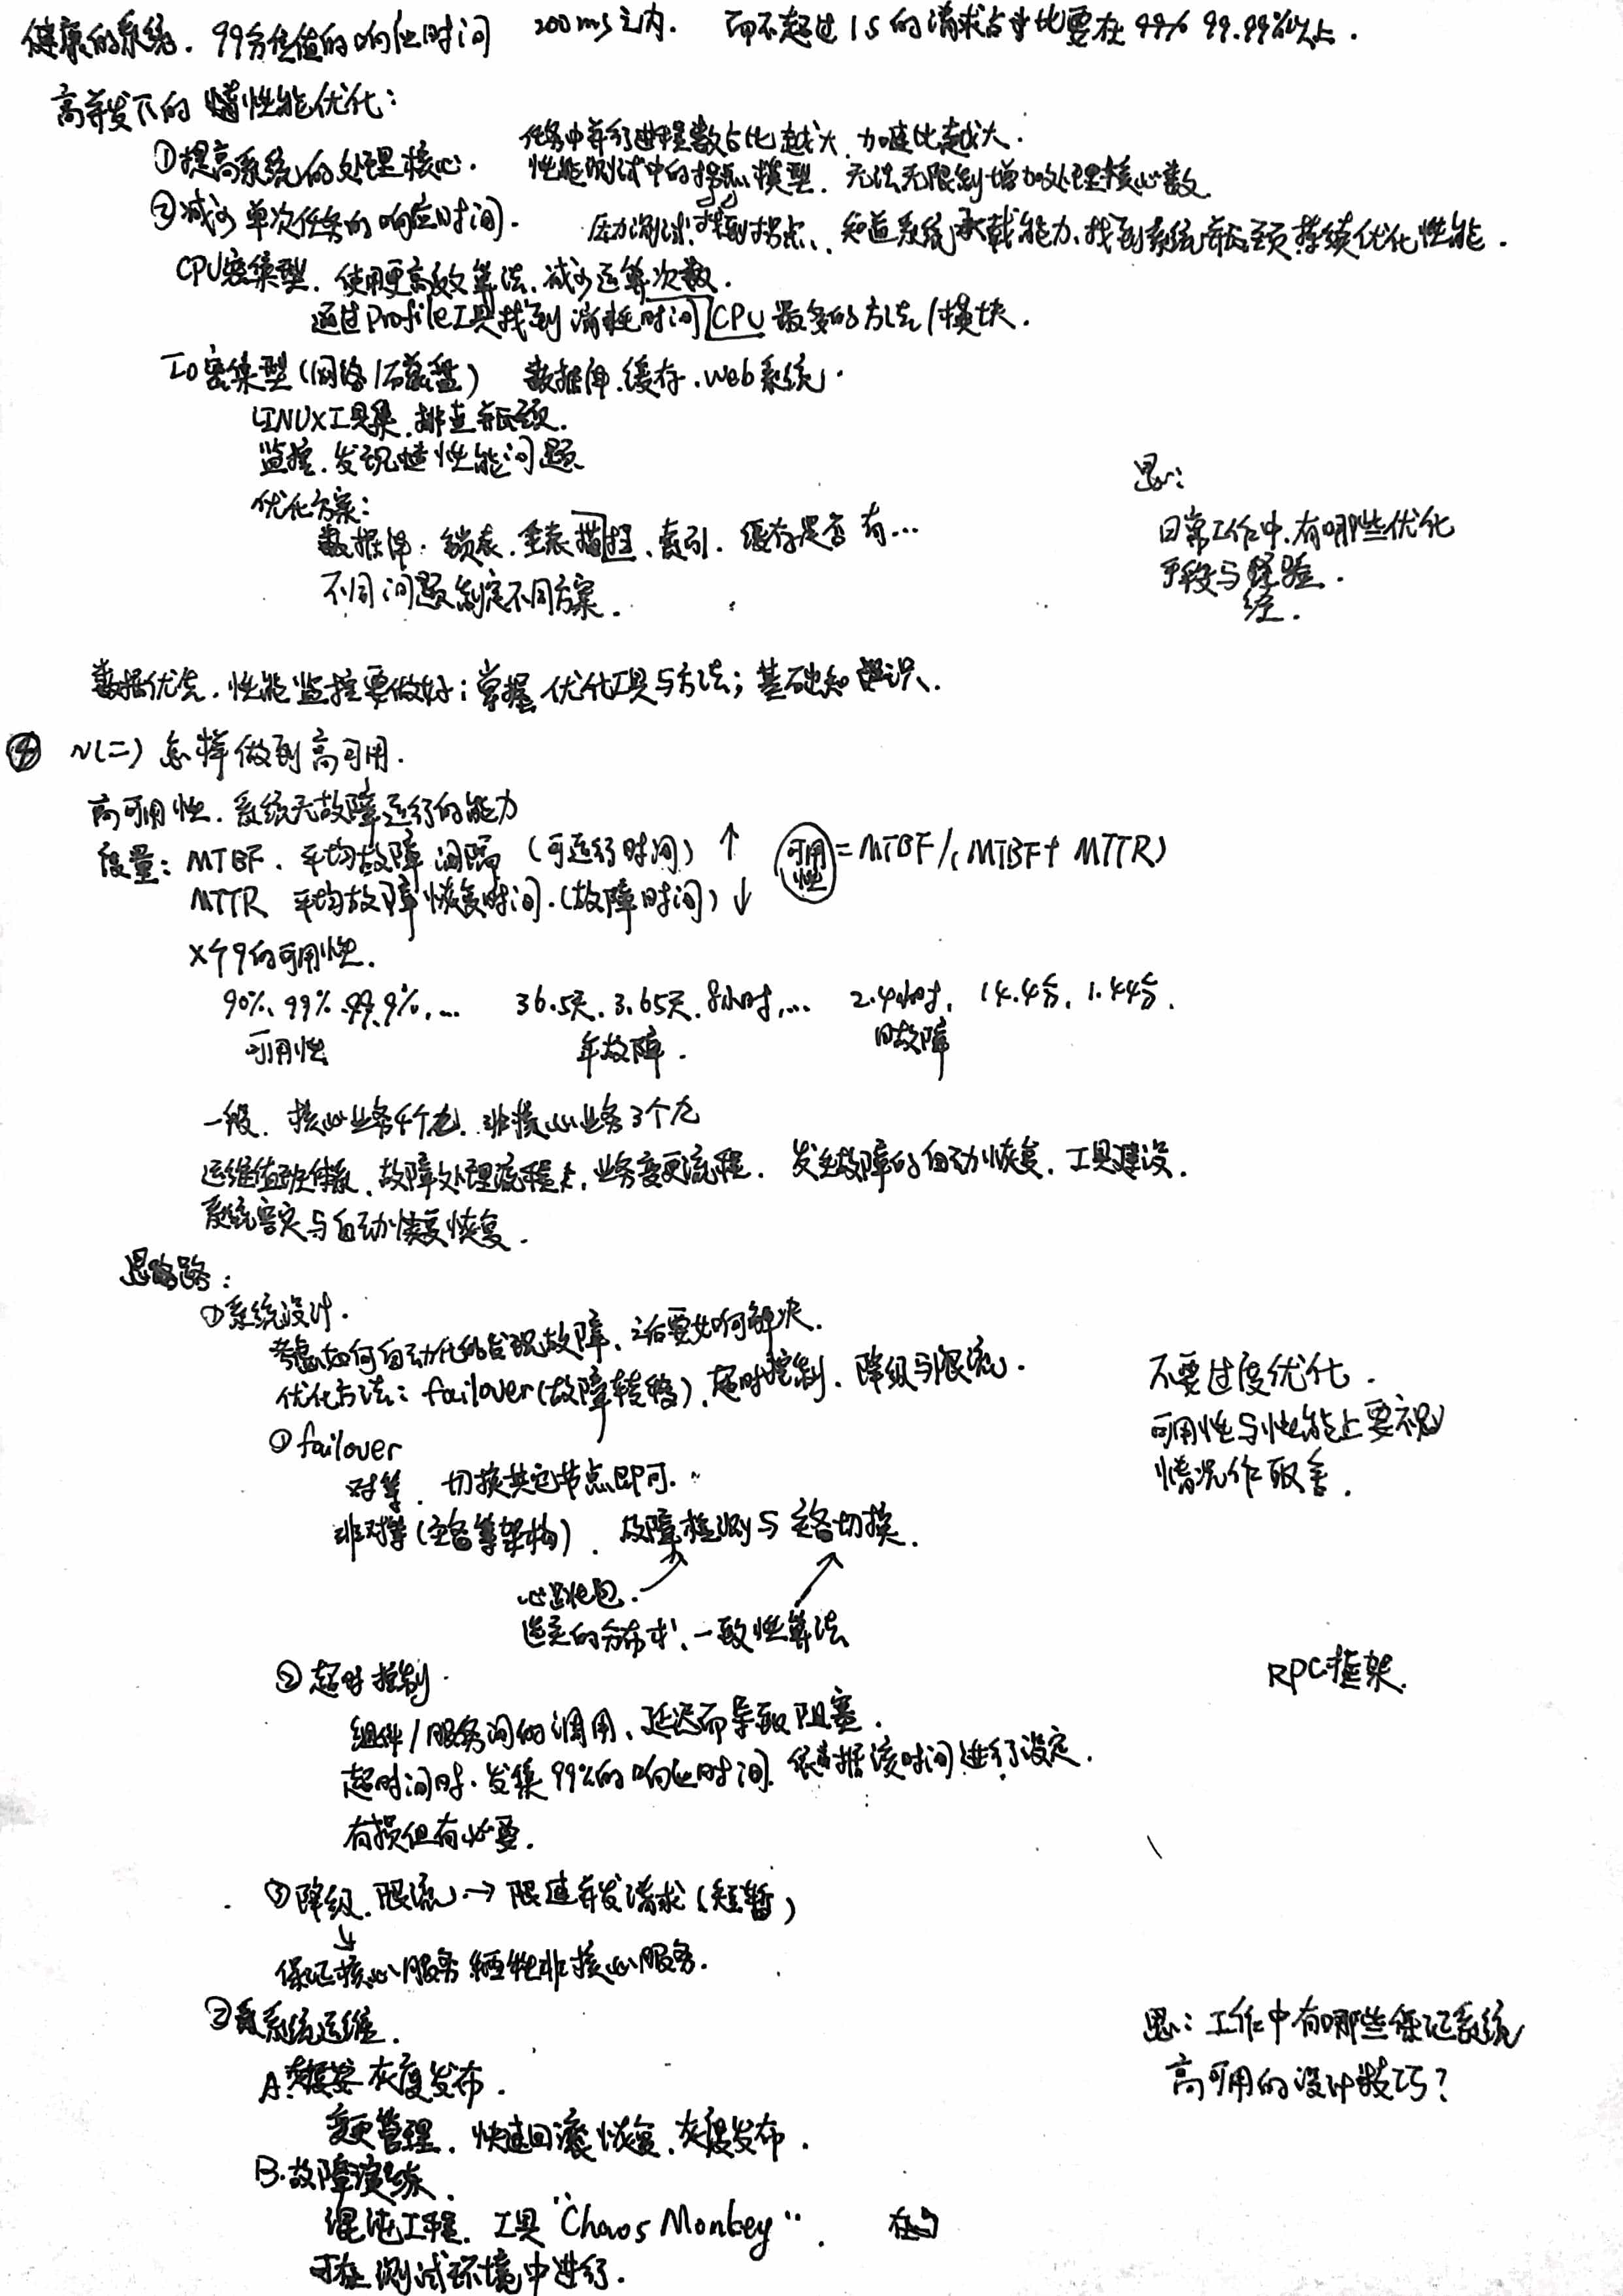 健康的系统. 99分位值的响应时间 200ms之内. 而不超过1s的请求占比要在 99.99%以上.
高并发下的性能优化:
①提高系统的处理核心. 任务中并行进程数占比越大, 加速比越大.
性能测试中的拐点模型. 无法无限制增加处理核心数
②减少单次任务的响应时间. 压力测试, 找到拐点、知道系统承载能力、找到系统瓶颈, 持续优化性能.
CPU密集型. 使用更高效算法, 减少运算次数.
通过Profile工具找到消耗时间 CPU 最多的方法/模块.
IO密集型(网络/磁盘) 数据库.缓存.web系统.
LINUX工具集.排查瓶颈.
监控.发现性能问题
优化方案:
数据库. 锁表. 全表扫描、索引. 缓存是否有...
不同问题制定不同方案.
思:
日常工作中.有哪些优化
手段与经验.
经.
数据优先. 性能监控要做好; 掌握优化工具与方法; 基础知识.
④ ~(二) 怎样做到高可用.
高可用性. 系统无故障运行的能力
度量: MTBF. 平均故障间隔 (可运行时间) ↑ 可用性=MTBF/(MTBF+MTTR)
MTTR 平均故障恢复时间.(故障时间) ↓
X个9的可用性.
90%. 99%. 99.9%, ... 36.5天. 3.65天. 8小时, ... 2.4小时, 14.4分, 1.44分.
可用性 年故障. 日故障
一般. 核心业务4个九. 非核心业务3个九
运维值班体系、故障处理流程、业务变更流程. 发生故障的自动恢复. 工具建设.
系统容灾与自动恢复.
思路:
①系统设计.
考虑如何自动化的发现故障、之后要如何解决.
优化方法: failover(故障转移)、超时控制. 降级与限流.
不要过度优化.
可用性与性能上要视
情况作取舍.
①failover
对等. 切换其它节点即可.
非对等(主备等架构). 故障检测与主备切换.
心跳包.
选主的分布式、一致性算法
②超时控制.
RPC框架.
组件/服务间的调用、延迟而导致阻塞.
超时间时. 收集99%的响应时间. 依据该时间进行设定.
有损但有必要.
③降级. 限流 → 限速并发请求(短暂)
↓
保证核心服务 牺牲非核心服务.
②系统运维.
A. 灰度发布.
变更管理. 快速回滚恢复. 灰度发布.
B. 故障演练.
混沌工程. 工具 "Chaos Monkey".
可在测试环境中进行.
思: 工作中有哪些保证系统
高可用的设计技巧?